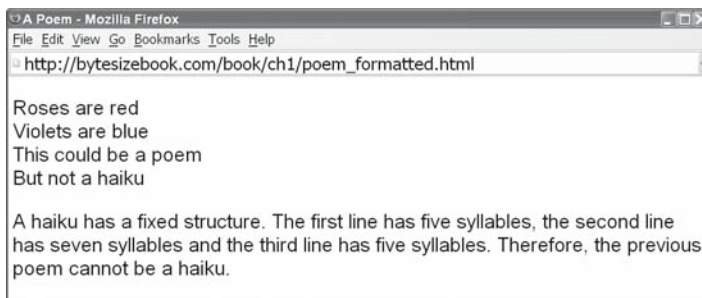 A Poem - Mozilla Firefox
File Edit View Go Bookmarks Tools Help
http://bytesizebook.com/book/ch1/poem_formatted.html
Roses are red
Violets are blue
This could be a poem
But not a haiku
A haiku has a fixed structure. The first line has five syllables, the second line
has seven syllables and the third line has five syllables. Therefore, the previous
poem cannot be a haiku.